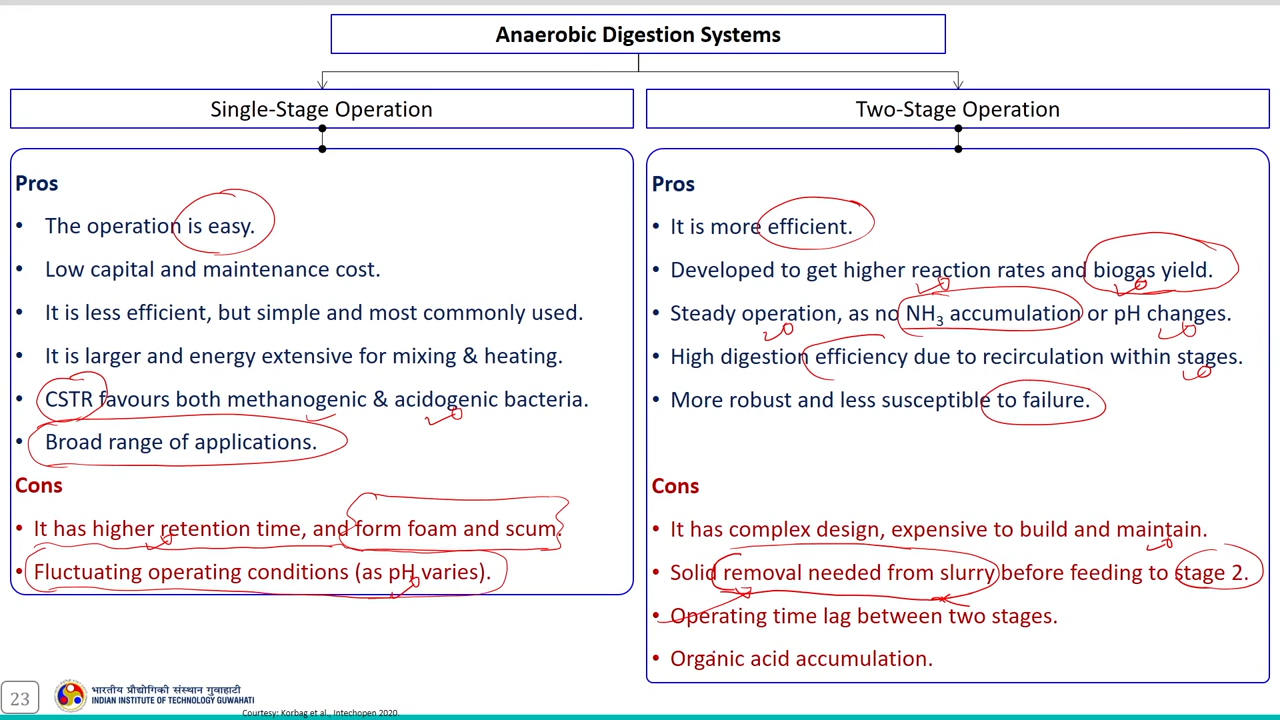 Anaerobic Digestion Systems
Single-Stage Operation
Pros
• The operation is easy.
• Low capital and maintenance cost.
• It is less efficient, but simple and most commonly used.
• It is larger and energy extensive for mixing & heating.
• CSTR favours both methanogenic & acidogenic bacteria.
• Broad range of applications.
Cons
• It has higher retention time, and form foam and scum.
• Fluctuating operating conditions (as pH varies).
Two-Stage Operation
Pros
• It is more efficient.
• Developed to get higher reaction rates and biogas yield.
• Steady operation, as no NH₃ accumulation or pH changes.
• High digestion efficiency due to recirculation within stages.
• More robust and less susceptible to failure.
Cons
• It has complex design, expensive to build and maintain.
• Solid removal needed from slurry before feeding to stage 2.
• Operating time lag between two stages.
• Organic acid accumulation.
23
भारतीय प्रौद्योगिकी संस्थान गुवाहाटी
INDIAN INSTITUTE OF TECHNOLOGY GUWAHATI
Courtesy: Korbag et al., Intechopen 2020.